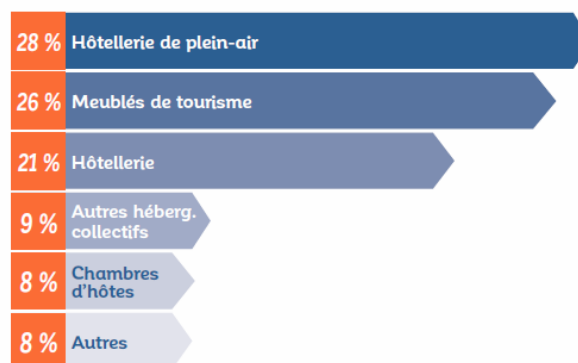 28 % Hôtellerie de plein-air
26 % Meublés de tourisme
21 % Hôtellerie
9 % Autres héberg.
collectifs
8 % Chambres
d'hôtes
8 % Autres